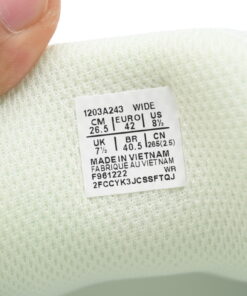 1203A243 WIDE
CM EURO US
26.5 42 8½
UK BR CN
7½ 40.5 265(2.5)
MADE IN VIETNAM
FABRIQUÉ AU VIETNAM
F961222 WR
2FCCYK3JCSSFTQJ